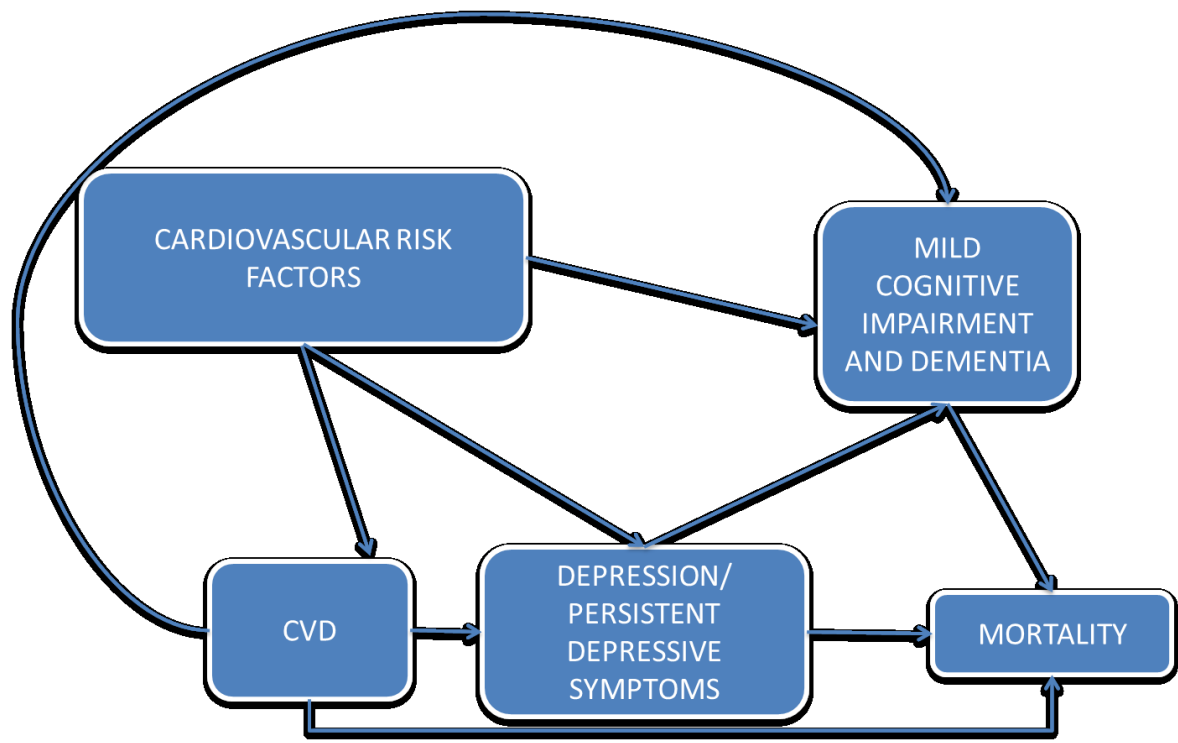 CARDIOVASCULAR RISK
FACTORS
MILD
COGNITIVE
IMPAIRMENT
AND DEMENTIA
CVD
DEPRESSION/
PERSISTENT
DEPRESSIVE
SYMPTOMS
MORTALITY